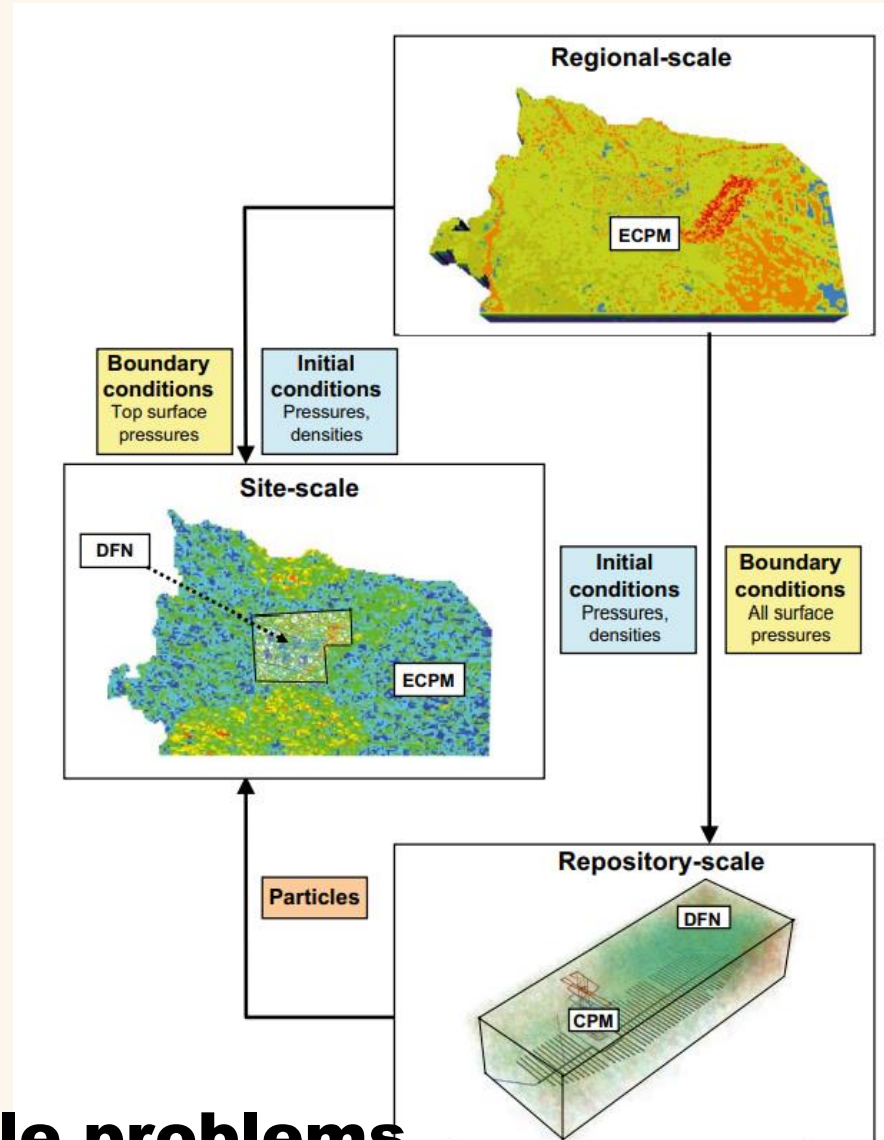 Regional-scale
ECPM
Boundary
conditions
Top surface
pressures
Initial
conditions
Pressures,
densities
Site-scale
DFN
ECPM
Initial
conditions
Pressures,
densities
Boundary
conditions
All surface
pressures
Particles
Repository-scale
DFN
CPM
problems